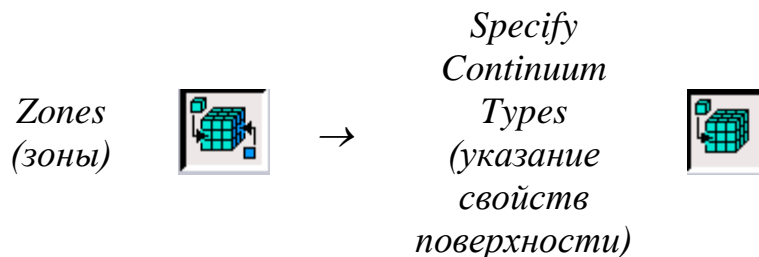 Zones
(зоны)
→
Specify
Continuum
Types
(указание
свойств
поверхности)